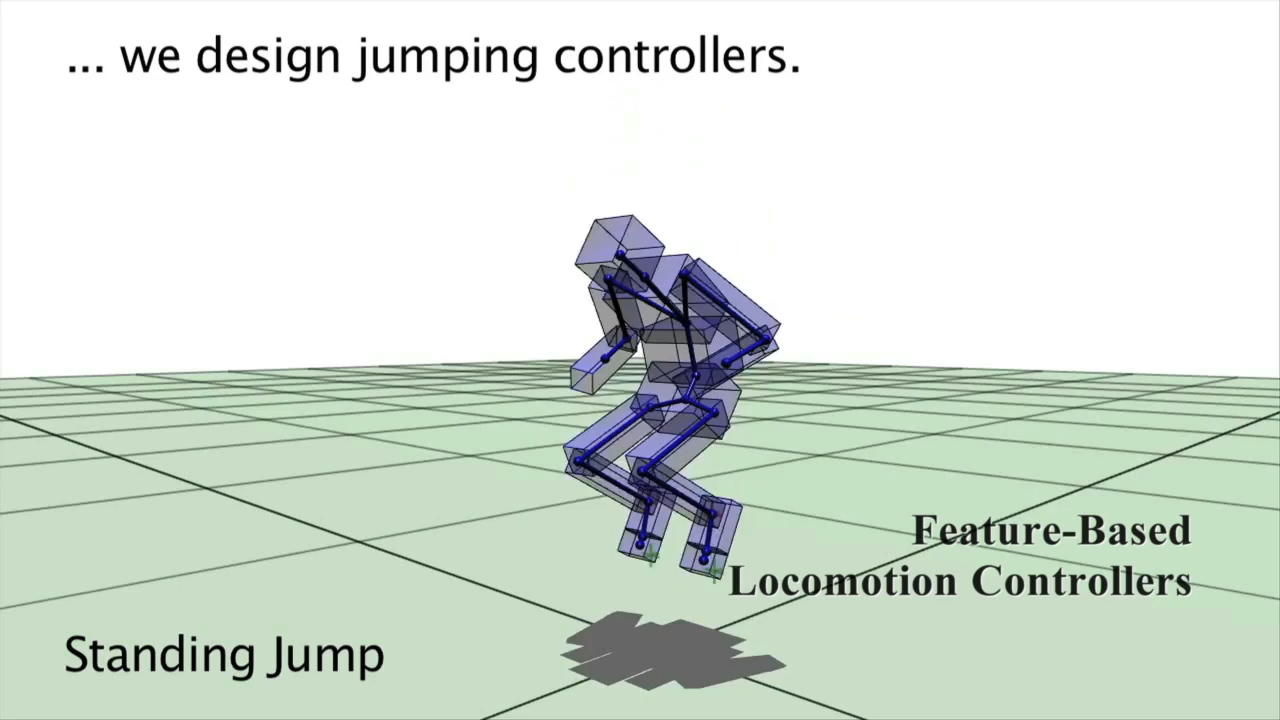 ... we design jumping controllers.
Feature-Based
Locomotion Controllers
Standing Jump